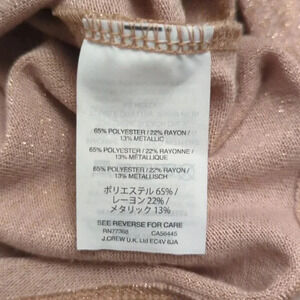 65% POLYESTER / 22% RAYON /
13% METALLIC
65% POLYESTER / 22% RAYONNE /
13% MÉTALLIQUE
65% POLYESTER / 22% RAYON /
13% METALLISCH
ポリエステル 65% /
レーヨン 22% /
メタリック 13%
SEE REVERSE FOR CARE
RN77766 CA56445
J.CREW U.K. Ltd EC4V 6JA